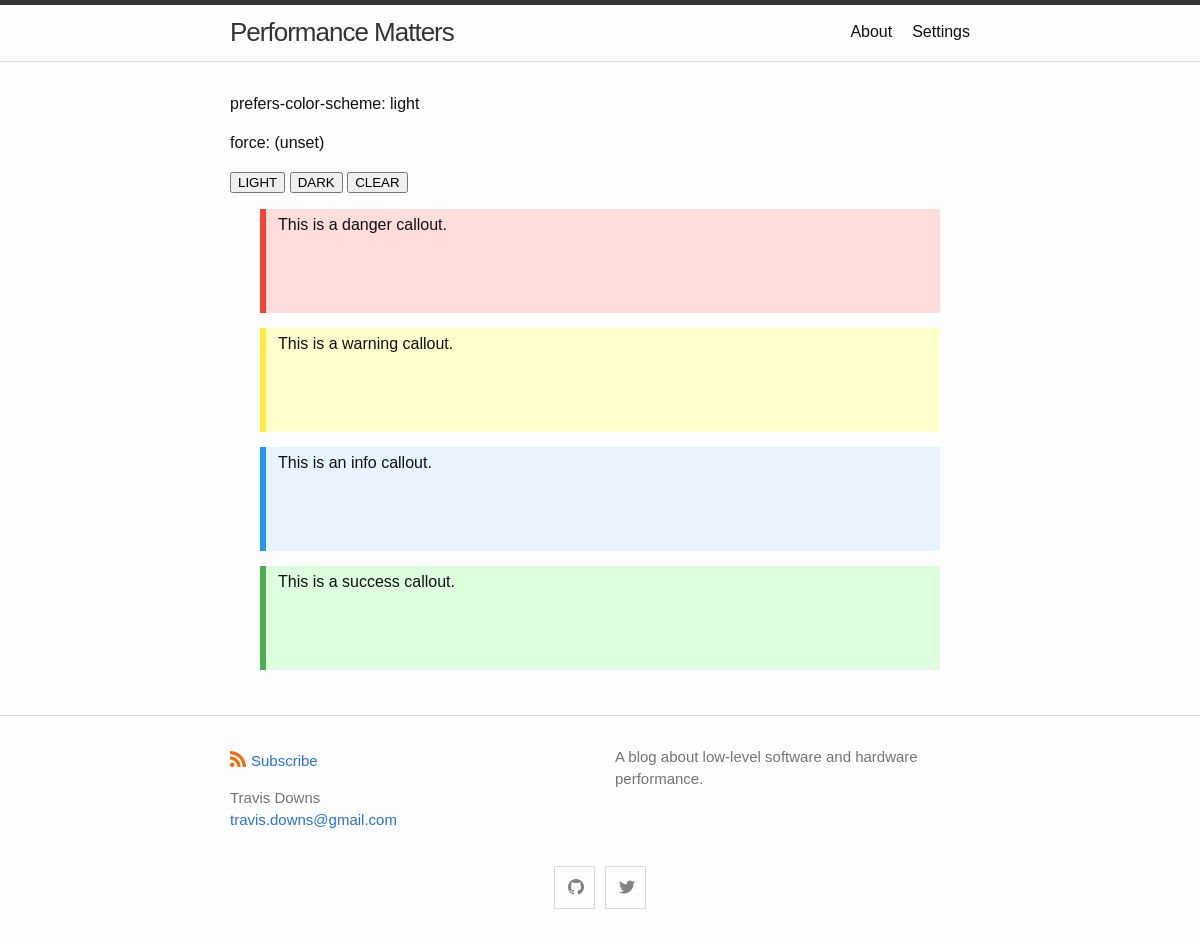 Performance Matters
About Settings
prefers-color-scheme: light
force: (unset)
LIGHT DARK CLEAR
This is a danger callout.
This is a warning callout.
This is an info callout.
This is a success callout.
Subscribe
Travis Downs
travis.downs@gmail.com
A blog about low-level software and hardware
performance.